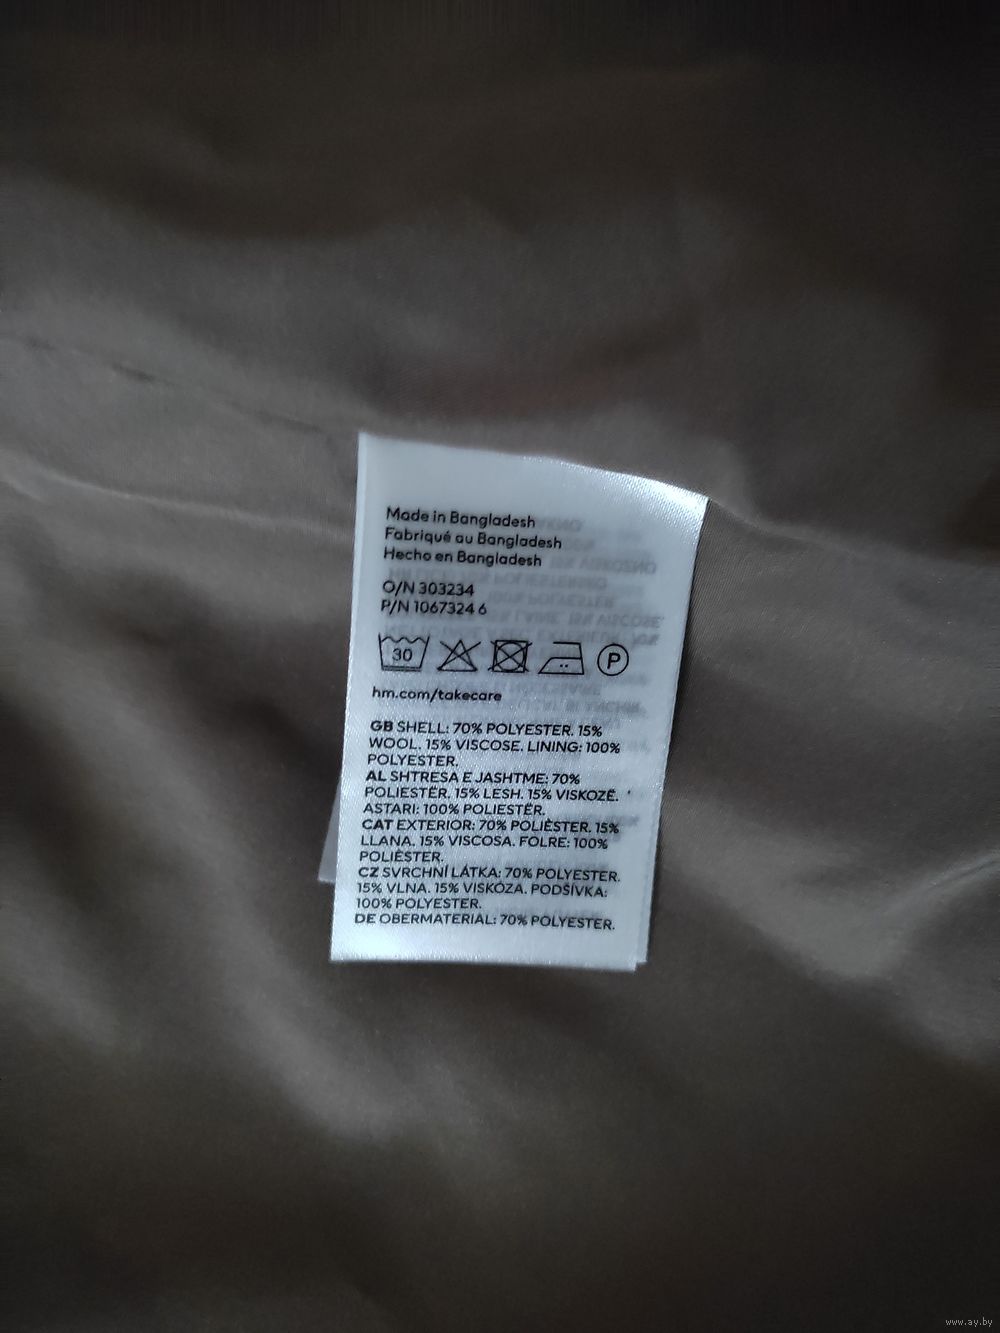 Made in Bangladesh
Fabriqué au Bangladesh
Hecho en Bangladesh
O/N 303234
P/N 1067324 6
30
P
hm.com/takecare
GB SHELL: 70% POLYESTER. 15%
WOOL. 15% VISCOSE. LINING: 100%
POLYESTER.
AL SHTRESA E JASHTME: 70%
POLIESTËR. 15% LESH. 15% VISKOZË.
ASTARI: 100% POLIESTËR.
CAT EXTERIOR: 70% POLIÈSTER. 15%
LLANA. 15% VISCOSA. FOLRE: 100%
POLIÈSTER.
CZ SVRCHNÍ LÁTKA: 70% POLYESTER.
15% VLNA. 15% VISKÓZA. PODŠÍVKA:
100% POLYESTER.
DE OBERMATERIAL: 70% POLYESTER.
www.ay.by